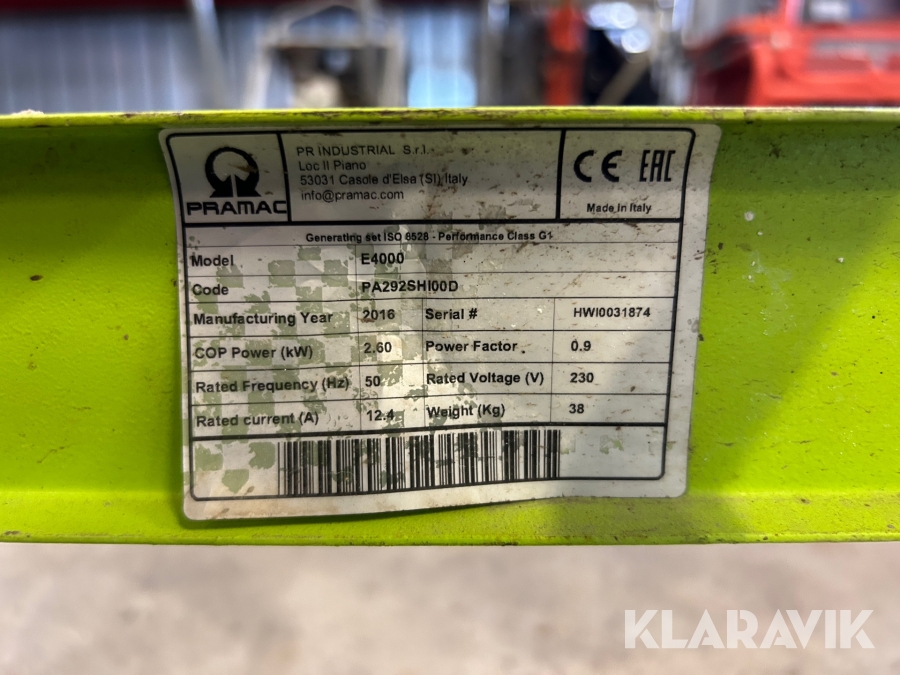 PRAMAC
PR INDUSTRIAL S.r.l.
Loc Il Piano
53031 Casole d'Elsa (SI) Italy
info@pramac.com
CE EAC
Made in Italy
Generating set ISO 8528 - Performance Class G1
Model E4000
Code PA292SHI00D
Manufacturing Year 2016 Serial # HWI0031874
COP Power (kW) 2.60 Power Factor 0.9
Rated Frequency (Hz) 50 Rated Voltage (V) 230
Rated current (A) 12.4 Weight (Kg) 38
KLARAVIK